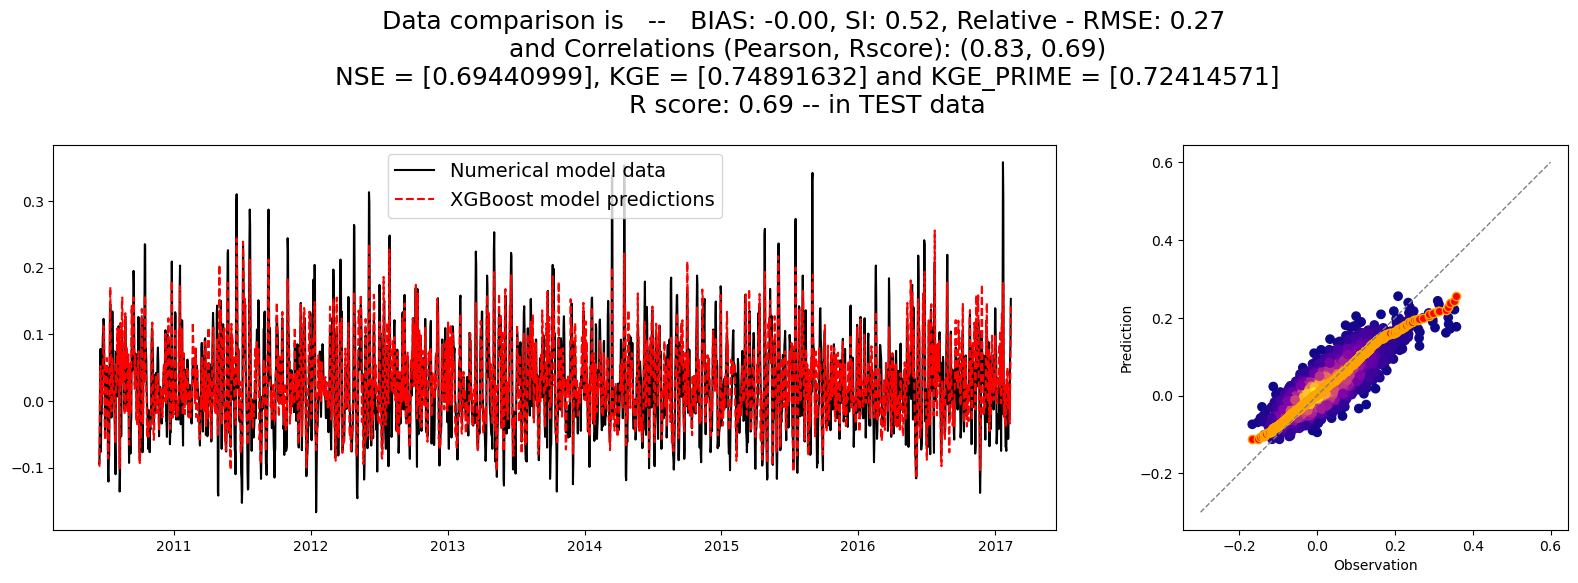 Data comparison is -- BIAS: -0.00, SI: 0.52, Relative - RMSE: 0.27
and Correlations (Pearson, Rscore): (0.83, 0.69)
NSE = [0.69440999], KGE = [0.74891632] and KGE_PRIME = [0.72414571]
R score: 0.69 -- in TEST data
Numerical model data
XGBoost model predictions
0.3
0.2
0.1
0.0
−0.1
2011
2012
2013
2014
2015
2016
2017
Prediction
0.6
0.4
0.2
0.0
−0.2
−0.2
0.0
0.2
0.4
0.6
Observation